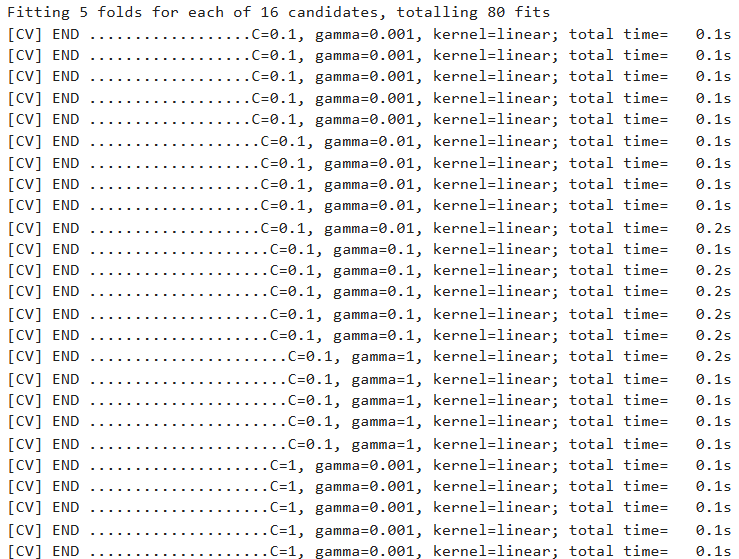 Fitting 5 folds for each of 16 candidates, totalling 80 fits
[CV] END ..................C=0.1, gamma=0.001, kernel=linear; total time=   0.1s
[CV] END ..................C=0.1, gamma=0.001, kernel=linear; total time=   0.1s
[CV] END ..................C=0.1, gamma=0.001, kernel=linear; total time=   0.1s
[CV] END ..................C=0.1, gamma=0.001, kernel=linear; total time=   0.1s
[CV] END ..................C=0.1, gamma=0.001, kernel=linear; total time=   0.1s
[CV] END ...................C=0.1, gamma=0.01, kernel=linear; total time=   0.1s
[CV] END ...................C=0.1, gamma=0.01, kernel=linear; total time=   0.1s
[CV] END ...................C=0.1, gamma=0.01, kernel=linear; total time=   0.1s
[CV] END ...................C=0.1, gamma=0.01, kernel=linear; total time=   0.1s
[CV] END ...................C=0.1, gamma=0.01, kernel=linear; total time=   0.2s
[CV] END ....................C=0.1, gamma=0.1, kernel=linear; total time=   0.1s
[CV] END ....................C=0.1, gamma=0.1, kernel=linear; total time=   0.2s
[CV] END ....................C=0.1, gamma=0.1, kernel=linear; total time=   0.2s
[CV] END ....................C=0.1, gamma=0.1, kernel=linear; total time=   0.2s
[CV] END ....................C=0.1, gamma=0.1, kernel=linear; total time=   0.2s
[CV] END ......................C=0.1, gamma=1, kernel=linear; total time=   0.2s
[CV] END ......................C=0.1, gamma=1, kernel=linear; total time=   0.1s
[CV] END ......................C=0.1, gamma=1, kernel=linear; total time=   0.1s
[CV] END ......................C=0.1, gamma=1, kernel=linear; total time=   0.1s
[CV] END ......................C=0.1, gamma=1, kernel=linear; total time=   0.1s
[CV] END ....................C=1, gamma=0.001, kernel=linear; total time=   0.1s
[CV] END ....................C=1, gamma=0.001, kernel=linear; total time=   0.1s
[CV] END ....................C=1, gamma=0.001, kernel=linear; total time=   0.1s
[CV] END ....................C=1, gamma=0.001, kernel=linear; total time=   0.1s
[CV] END ....................C=1, gamma=0.001, kernel=linear; total time=   0.1s